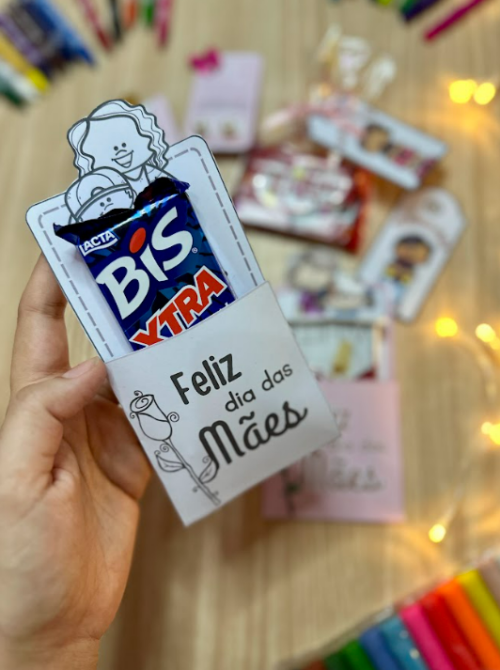 LACTA
BIS
XTRA
Feliz
dia das
Mães